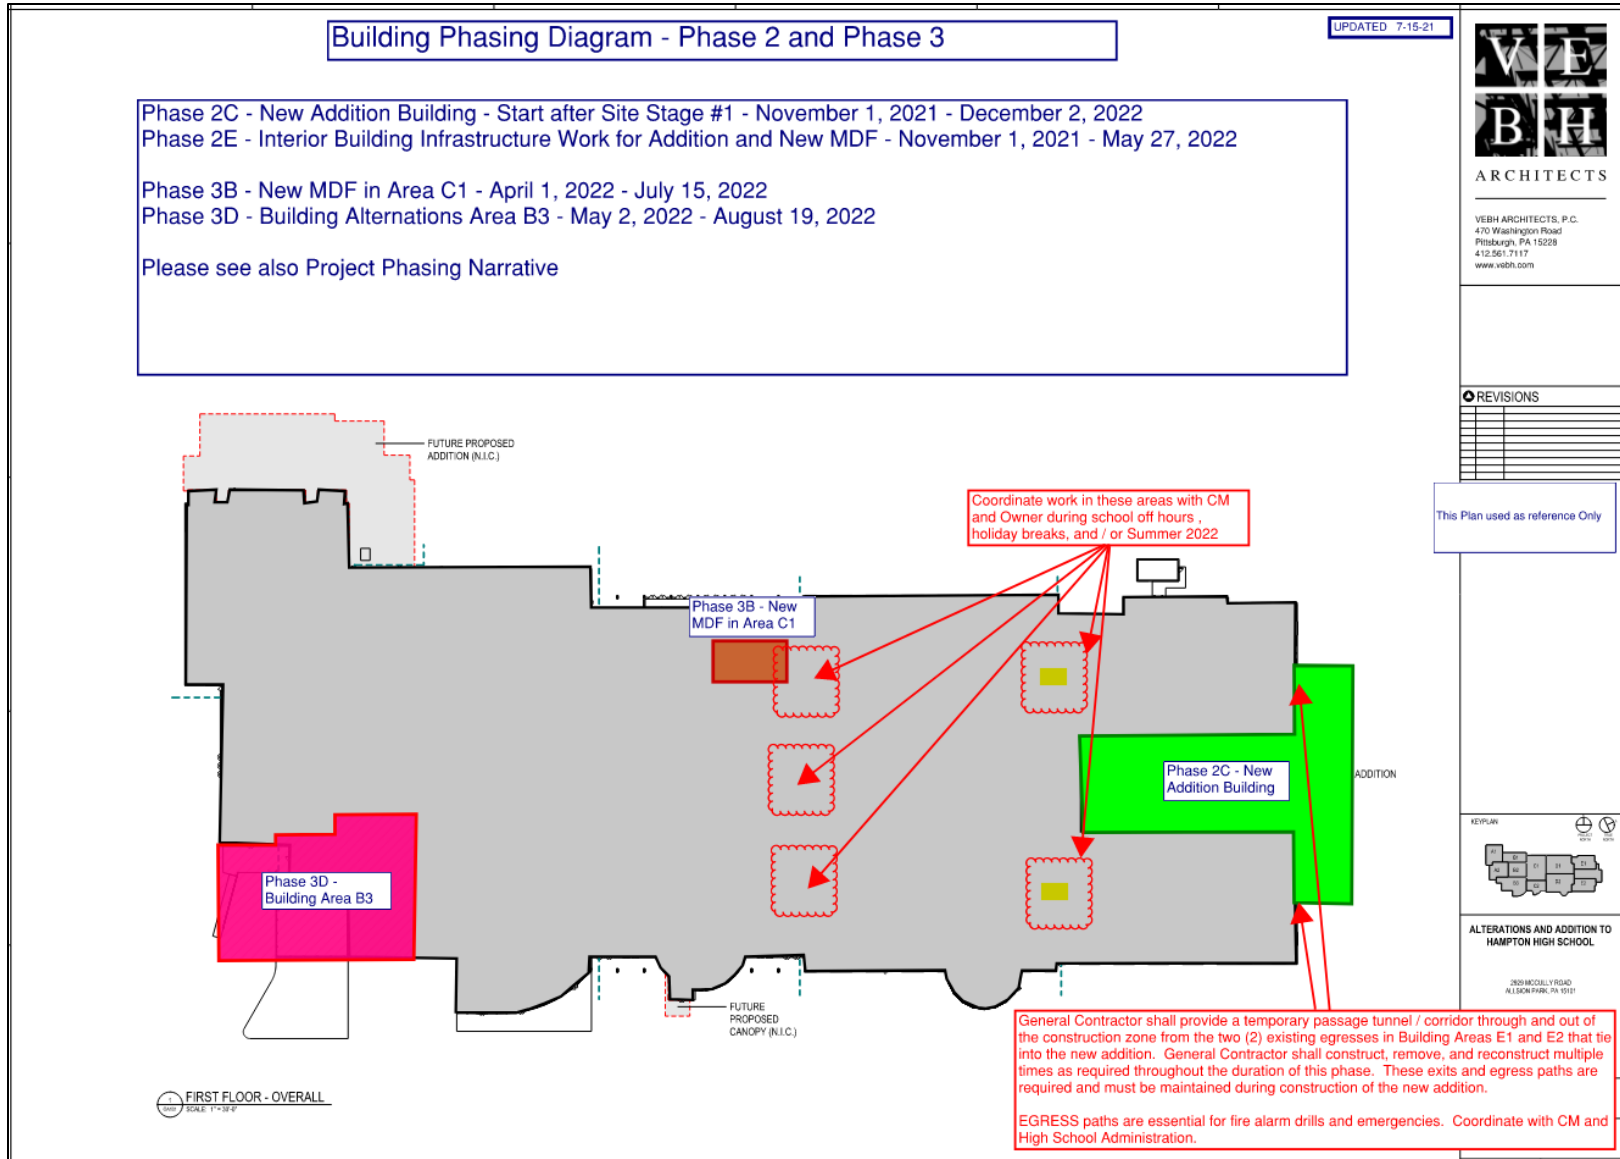 Building Phasing Diagram - Phase 2 and Phase 3
UPDATED 7-15-21
Phase 2C - New Addition Building - Start after Site Stage #1 - November 1, 2021 - December 2, 2022
Phase 2E - Interior Building Infrastructure Work for Addition and New MDF - November 1, 2021 - May 27, 2022
Phase 3B - New MDF in Area C1 - April 1, 2022 - July 15, 2022
Phase 3D - Building Alternations Area B3 - May 2, 2022 - August 19, 2022
Please see also Project Phasing Narrative
V E
B H
ARCHITECTS
VEBH ARCHITECTS, P.C.
470 Washington Road
Pittsburgh, PA 15228
412.561.7117
www.vebh.com
REVISIONS
This Plan used as reference Only
FUTURE PROPOSED
ADDITION (N.I.C.)
Coordinate work in these areas with CM
and Owner during school off hours ,
holiday breaks, and / or Summer 2022
Phase 3B - New
MDF in Area C1
Phase 2C - New
Addition Building
ADDITION
Phase 3D -
Building Area B3
FUTURE
PROPOSED
CANOPY (N.I.C.)
KEYPLAN
ALTERATIONS AND ADDITION TO
HAMPTON HIGH SCHOOL
2929 MCCULLY ROAD
ALLSION PARK, PA 15101
General Contractor shall provide a temporary passage tunnel / corridor through and out of
the construction zone from the two (2) existing egresses in Building Areas E1 and E2 that tie
into the new addition. General Contractor shall construct, remove, and reconstruct multiple
times as required throughout the duration of this phase. These exits and egress paths are
required and must be maintained during construction of the new addition.
EGRESS paths are essential for fire alarm drills and emergencies. Coordinate with CM and
High School Administration.
1
FIRST FLOOR - OVERALL
SCALE: 1" = 30'-0"